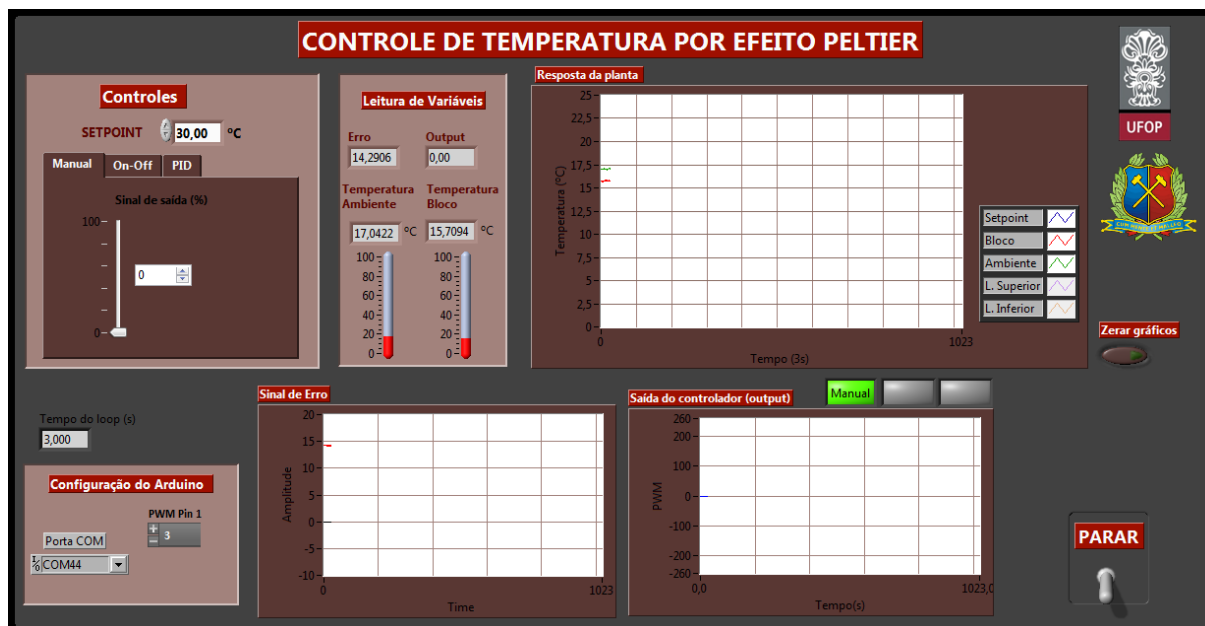 CONTROLE DE TEMPERATURA POR EFEITO PELTIER
UFOP
Controles
SETPOINT 30,00 ºC
Manual On-Off PID
Sinal de saída (%)
100
0
0
Leitura de Variáveis
Erro Output
14,2906 0,00
Temperatura Ambiente Temperatura Bloco
17,0422 ºC 15,7094 ºC
100 100
80 80
60 60
40 40
20 20
0 0
Resposta da planta
Temperatura (ºC)
25
22,5
20
17,5
15
12,5
10
7,5
5
2,5
0
0 1023
Tempo (3s)
Setpoint
Bloco
Ambiente
L. Superior
L. Inferior
Zerar gráficos
Tempo do loop (s)
3,000
Configuração do Arduino
PWM Pin 1
3
Porta COM
COM44
Sinal de Erro
Amplitude
20
15
10
5
0
-5
-10
0 1023
Time
Saída do controlador (output)
Manual
PWM
260
200
100
0
-100
-200
-260
0,0 1023,0
Tempo(s)
PARAR